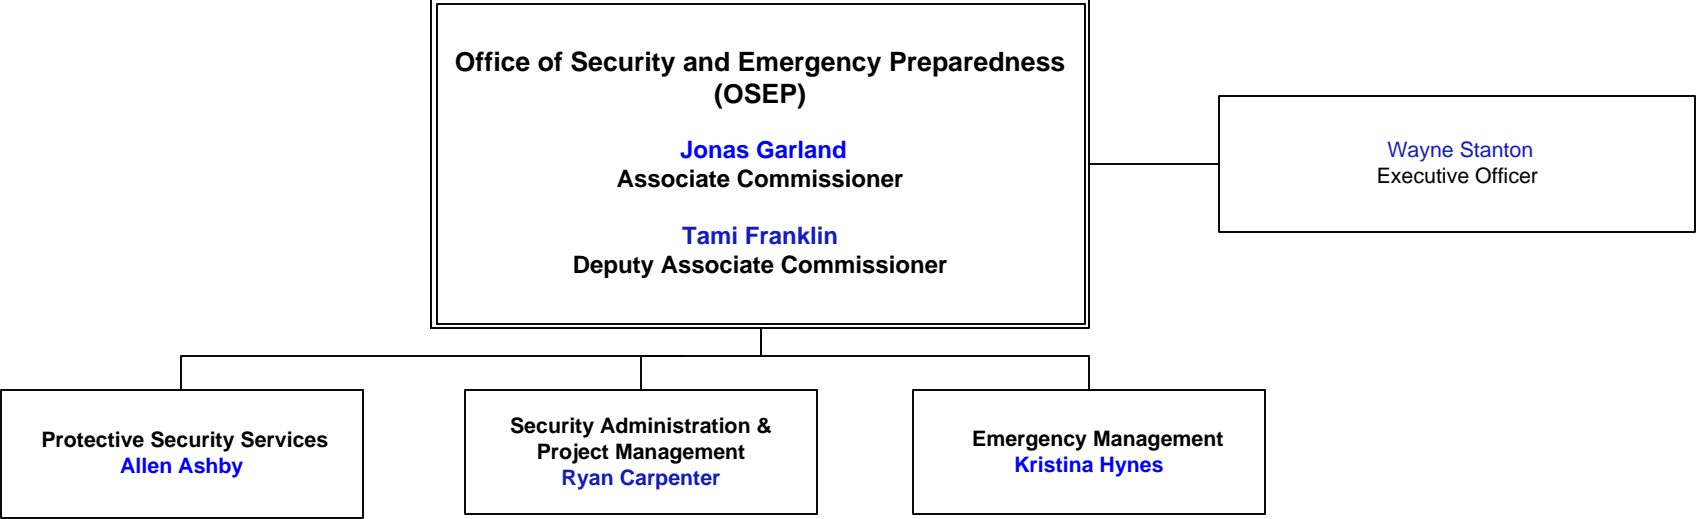 Office of Security and Emergency Preparedness
(OSEP)
Jonas Garland
Associate Commissioner
Tami Franklin
Deputy Associate Commissioner
Wayne Stanton
Executive Officer
Protective Security Services
Allen Ashby
Security Administration &
Project Management
Ryan Carpenter
Emergency Management
Kristina Hynes